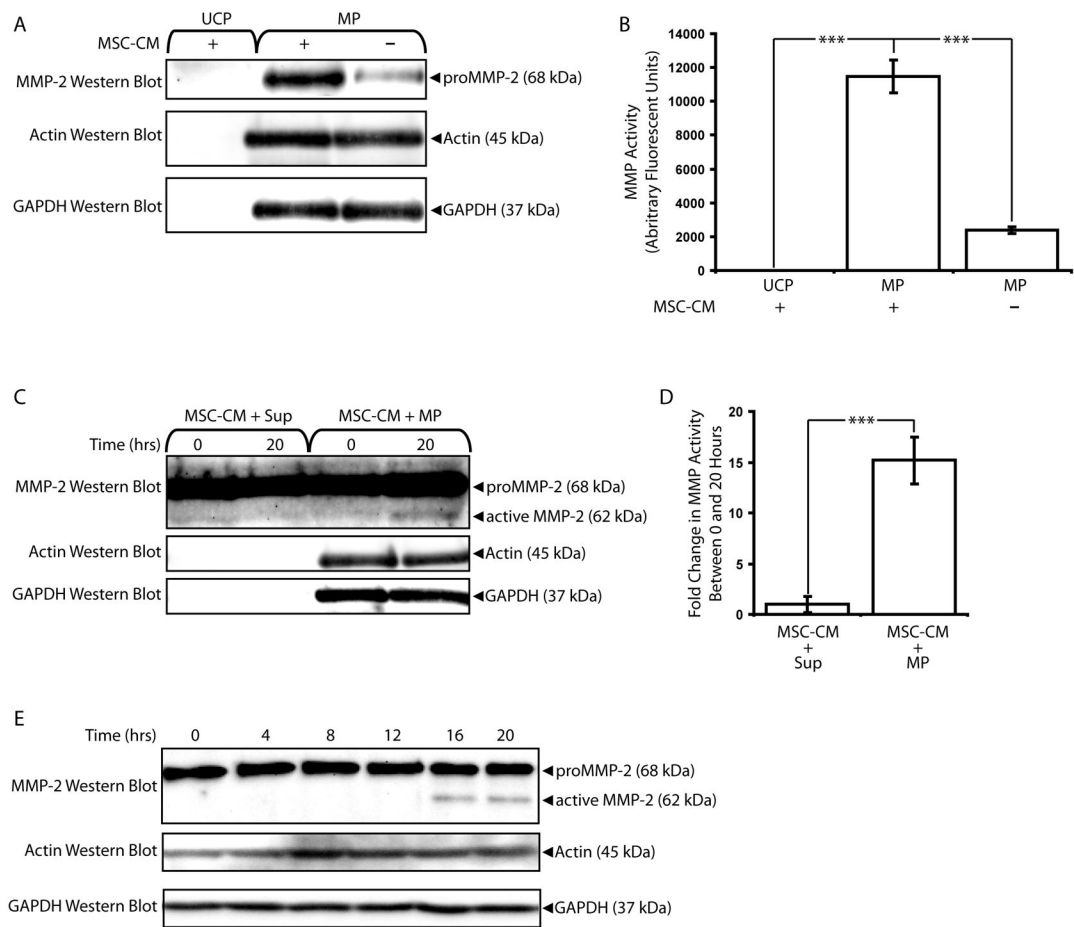 A
UCP MP
MSC-CM + + –
MMP-2 Western Blot ◄proMMP-2 (68 kDa)
Actin Western Blot ◄Actin (45 kDa)
GAPDH Western Blot ◄GAPDH (37 kDa)
B
MMP Activity
(Abritrary Fluorescent Units)
14000
12000
10000
8000
6000
4000
2000
0
*** ***
UCP MP MP
MSC-CM + + –
C
MSC-CM + Sup MSC-CM + MP
Time (hrs) 0 20 0 20
MMP-2 Western Blot ◄proMMP-2 (68 kDa)
◄active MMP-2 (62 kDa)
Actin Western Blot ◄Actin (45 kDa)
GAPDH Western Blot ◄GAPDH (37 kDa)
D
Fold Change in MMP Activity
Between 0 and 20 Hours
20
15
10
5
0
***
MSC-CM MSC-CM
+ +
Sup MP
E
Time (hrs) 0 4 8 12 16 20
MMP-2 Western Blot ◄proMMP-2 (68 kDa)
◄active MMP-2 (62 kDa)
Actin Western Blot ◄Actin (45 kDa)
GAPDH Western Blot ◄GAPDH (37 kDa)